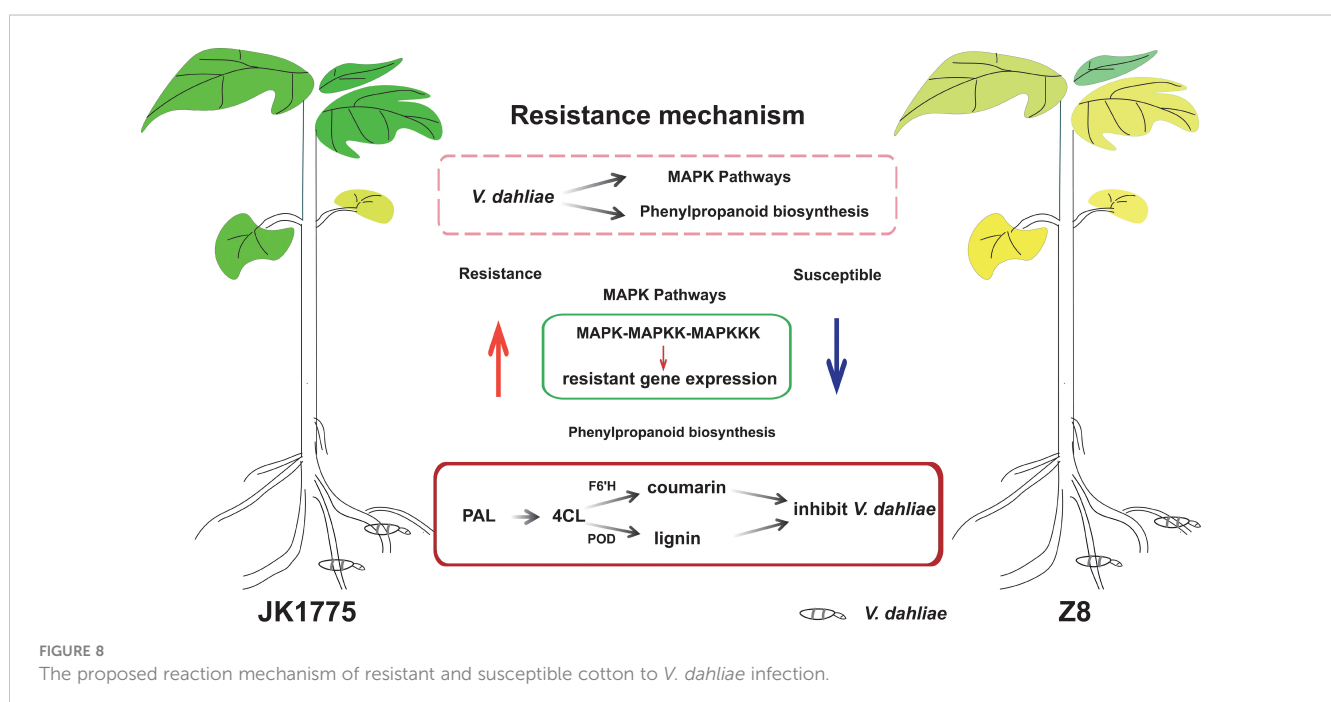 Resistance mechanism
V. dahliae
MAPK Pathways
Phenylpropanoid biosynthesis
Resistance
Susceptible
MAPK Pathways
MAPK-MAPKK-MAPKKK
resistant gene expression
Phenylpropanoid biosynthesis
PAL
4CL
F6'H
POD
coumarin
lignin
inhibit V. dahliae
JK1775
V. dahliae
Z8
FIGURE 8
The proposed reaction mechanism of resistant and susceptible cotton to V. dahliae infection.